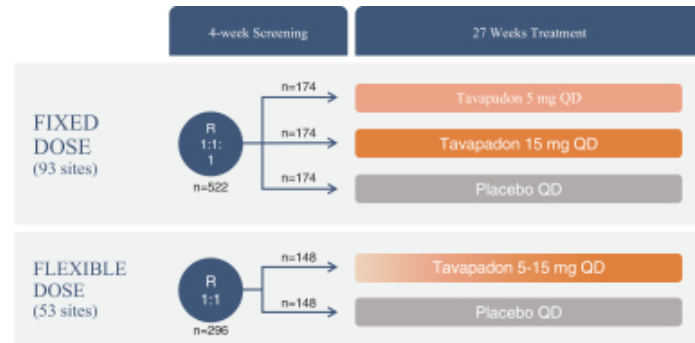 4-week Screening
27 Weeks Treatment
FIXED
DOSE
(93 sites)
R
1:1:
1
n=522
n=174
n=174
n=174
Tavapadon 5 mg QD
Tavapadon 15 mg QD
Placebo QD
FLEXIBLE
DOSE
(53 sites)
R
1:1
n=296
n=148
n=148
Tavapadon 5-15 mg QD
Placebo QD